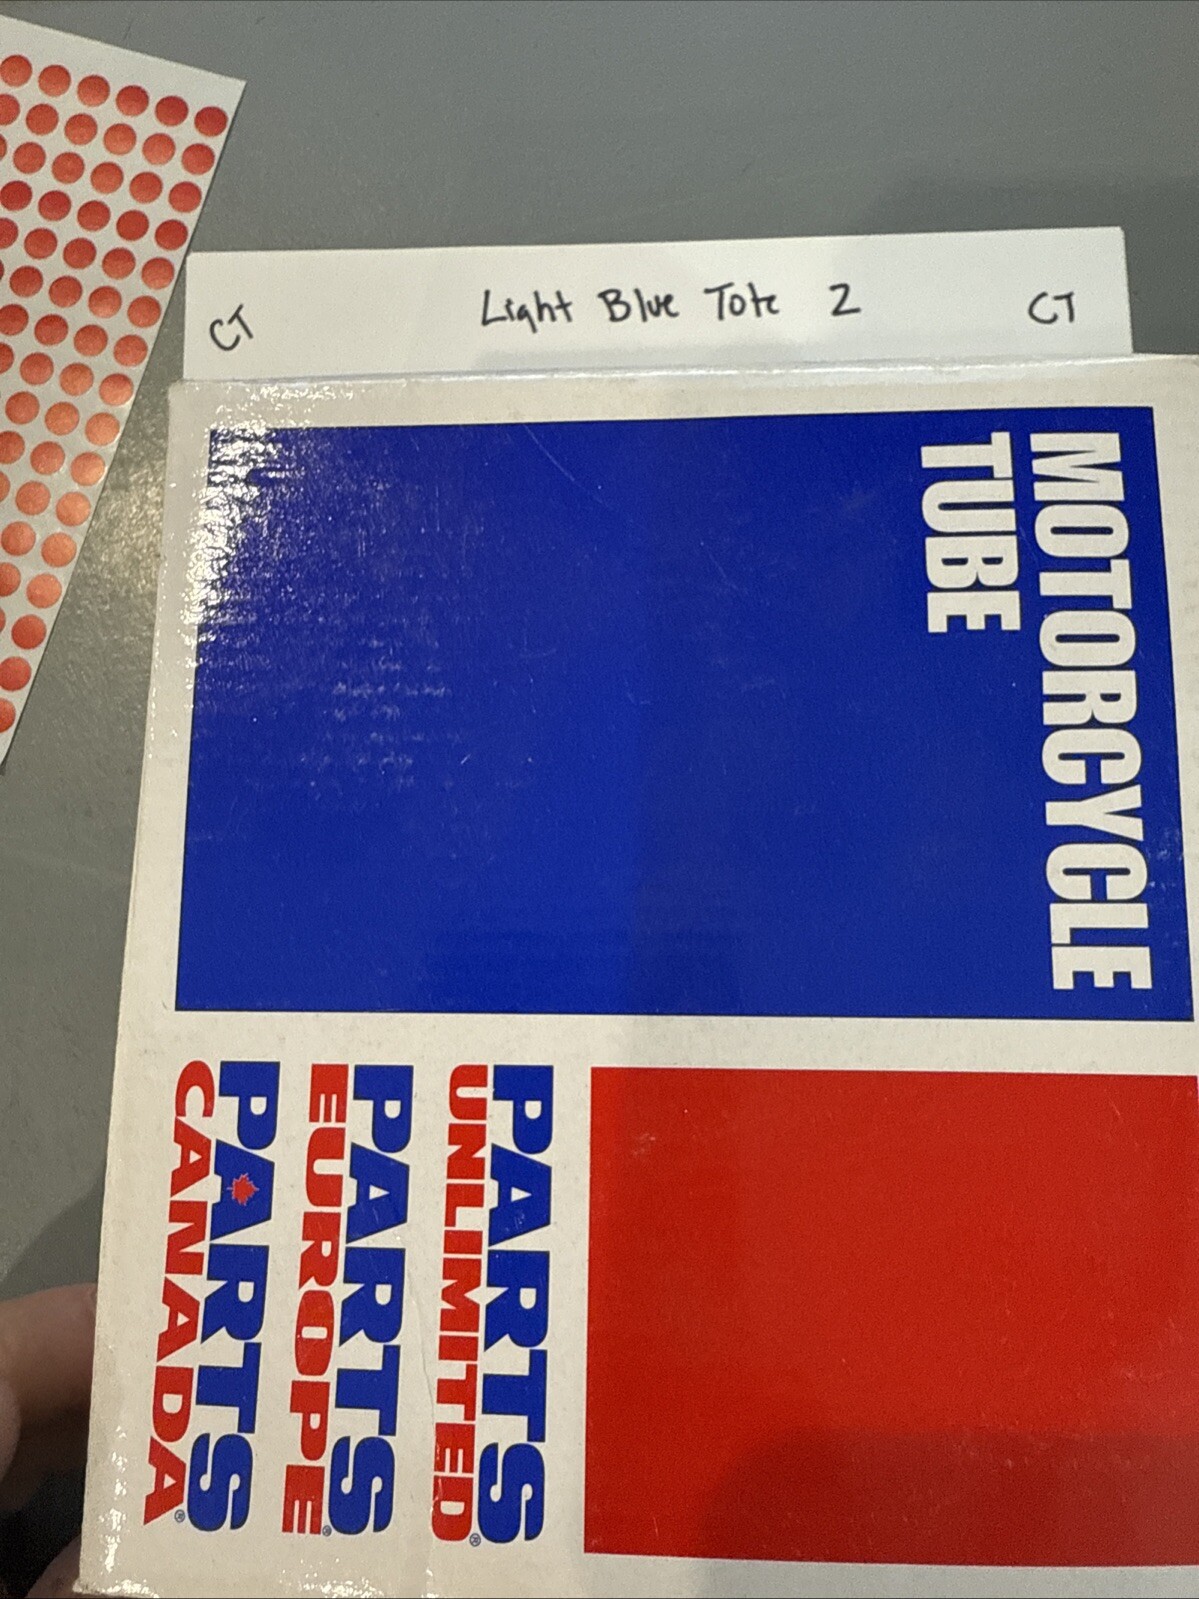 CT Light Blue Tote 2 CT
MOTORCYCLE
TUBE
PARTS
UNLIMITED®
PARTS
EUROPE®
PARTS
CANADA®